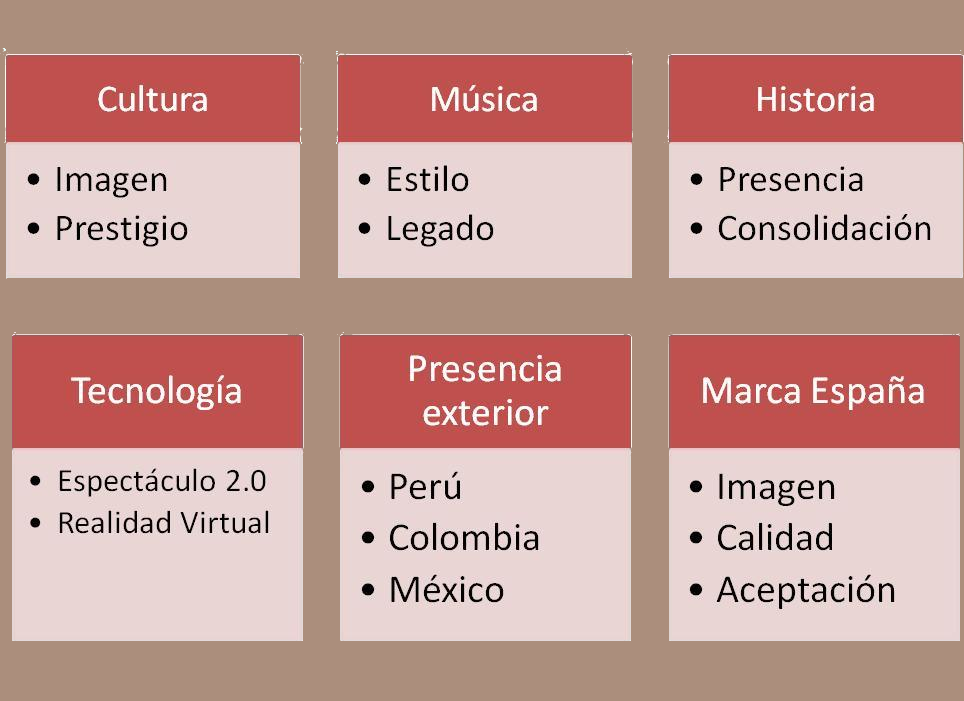 Cultura
• Imagen
• Prestigio
Música
• Estilo
• Legado
Historia
• Presencia
• Consolidación
Tecnología
• Espectáculo 2.0
• Realidad Virtual
Presencia
exterior
• Perú
• Colombia
• México
Marca España
• Imagen
• Calidad
• Aceptación